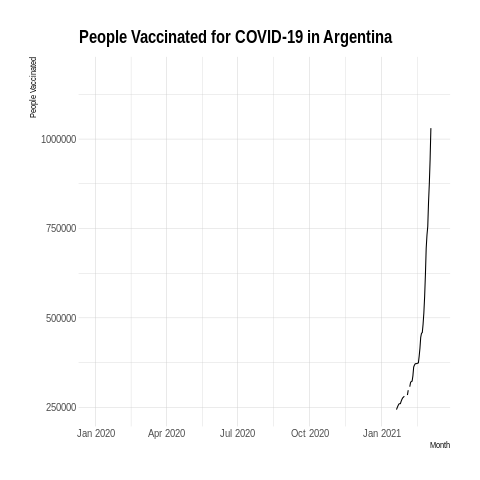 People Vaccinated for COVID-19 in Argentina
People Vaccinated
1000000
750000
500000
250000
Jan 2020 Apr 2020 Jul 2020 Oct 2020 Jan 2021
Month